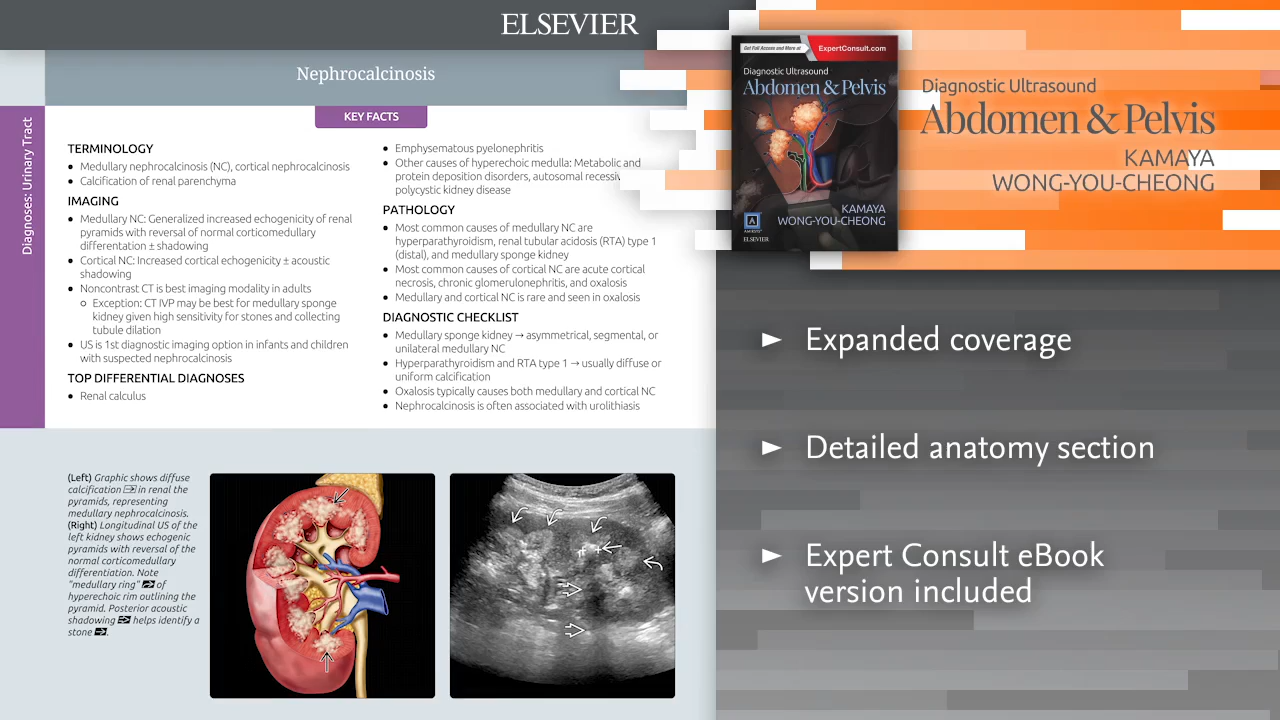 ELSEVIER
Nephrocalcinosis
Diagnoses: Urinary Tract
KEY FACTS
TERMINOLOGY
• Medullary nephrocalcinosis (NC), cortical nephrocalcinosis
• Calcification of renal parenchyma
IMAGING
• Medullary NC: Generalized increased echogenicity of renal
pyramids with reversal of normal corticomedullary
differentiation ± shadowing
• Cortical NC: Increased cortical echogenicity ± acoustic
shadowing
• Noncontrast CT is best imaging modality in adults
○ Exception: CT IVP may be best for medullary sponge
kidney given high sensitivity for stones and collecting
tubule dilation
• US is 1st diagnostic imaging option in infants and children
with suspected nephrocalcinosis
TOP DIFFERENTIAL DIAGNOSES
• Renal calculus
• Emphysematous pyelonephritis
• Other causes of hyperechoic medulla: Metabolic and
protein deposition disorders, autosomal
polycystic kidney disease
PATHOLOGY
• Most common causes of medullary NC are
hyperparathyroidism, renal tubular acidosis (RTA) type 1
(distal), and medullary sponge kidney
• Most common causes of cortical NC are acute cortical
necrosis, chronic glomerulonephritis, and oxalosis
• Medullary and cortical NC is rare and seen in oxalosis
DIAGNOSTIC CHECKLIST
• Medullary sponge kidney → asymmetrical, segmental, or
unilateral medullary NC
• Hyperparathyroidism and RTA type 1 → usually diffuse or
uniform calcification
• Oxalosis typically causes both medullary and cortical NC
• Nephrocalcinosis is often associated with urolithiasis
(Left) Graphic shows diffuse
calcification in renal the
pyramids, representing
medullary nephrocalcinosis.
(Right) Longitudinal US of the
left kidney shows echogenic
pyramids with reversal of the
normal corticomedullary
differentiation. Note
"medullary ring" of
hyperechoic rim outlining the
pyramid. Posterior acoustic
shadowing helps identify a
stone .
Get Full Access and More at
ExpertConsult.com
Diagnostic Ultrasound
Abdomen & Pelvis
KAMAYA
WONG-YOU-CHEONG
AMIRSYS
ELSEVIER
Diagnostic Ultrasound
Abdomen & Pelvis
KAMAYA
WONG-YOU-CHEONG
► Expanded coverage
► Detailed anatomy section
► Expert Consult eBook
version included